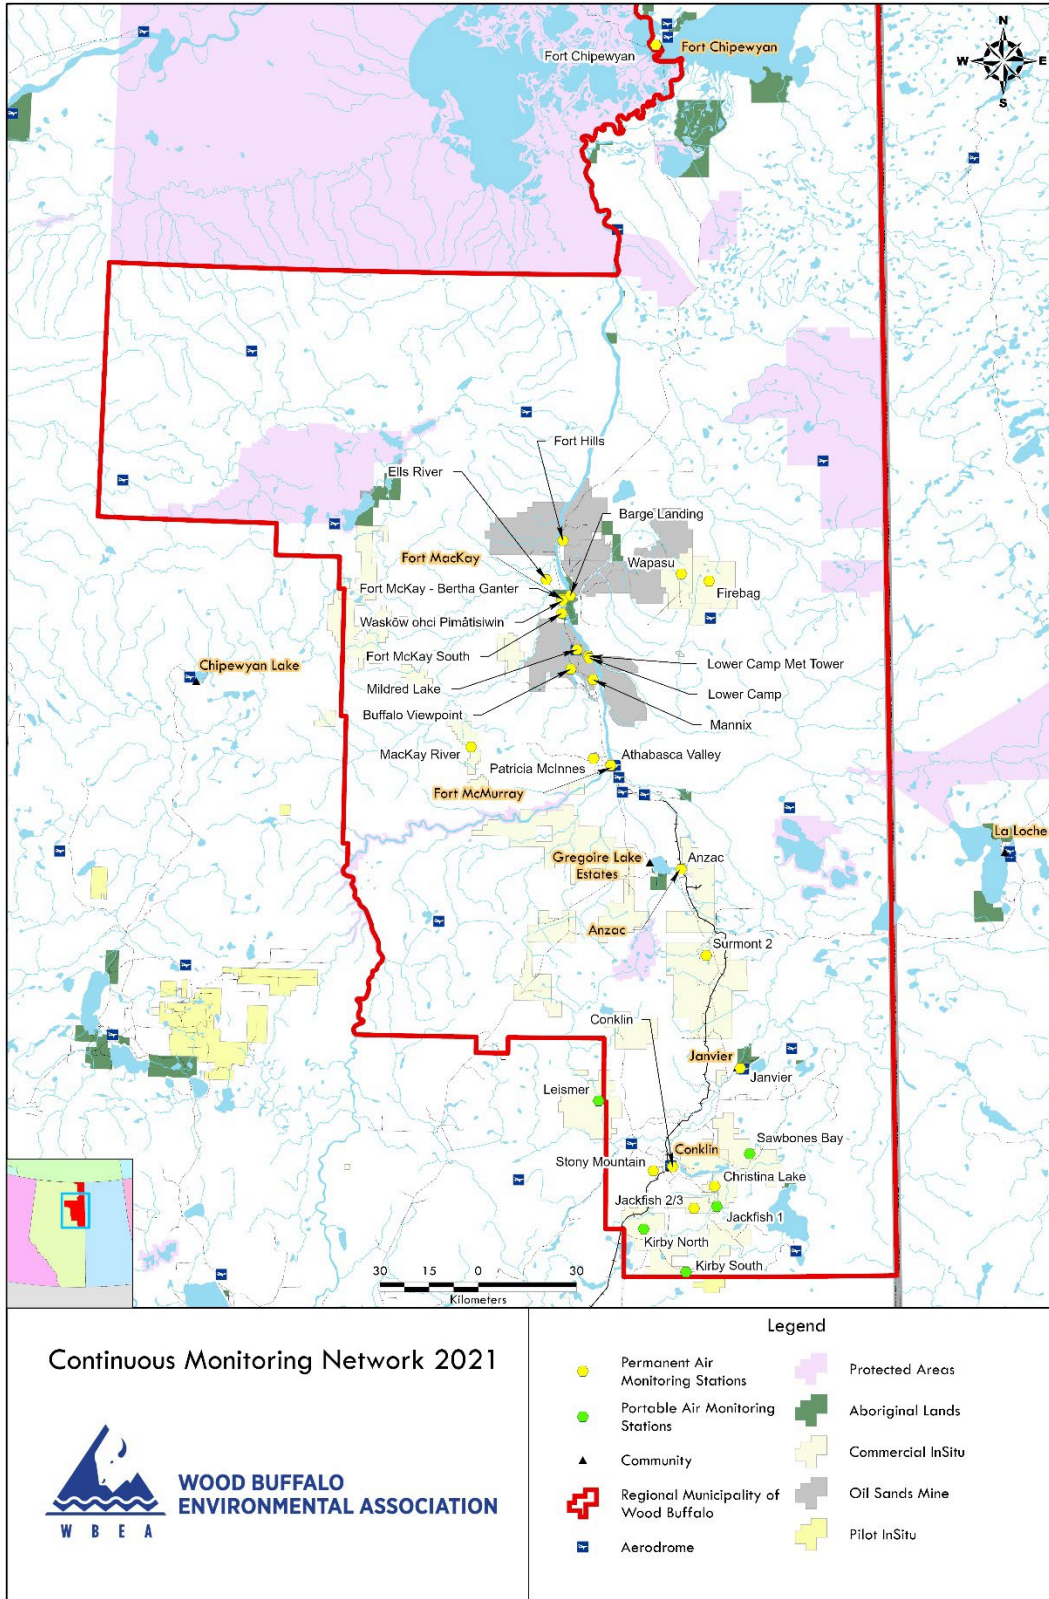 Fort Chipewyan
Fort Chipewyan
N
W
E
S
Fort Hills
Ells River
Barge Landing
Fort MacKay
Wapasu
Fort McKay - Bertha Ganter
Firebag
Waskōw ohci Pimâtisiwin
Fort McKay South
Chipewyan Lake
Lower Camp Met Tower
Mildred Lake
Lower Camp
Buffalo Viewpoint
Mannix
MacKay River
Athabasca Valley
Patricia McInnes
Fort McMurray
La Loche
Gregoire Lake
Estates
Anzac
Anzac
Surmont 2
Conklin
Janvier
Janvier
Leismer
Conklin
Sawbones Bay
Stony Mountain
Christina Lake
Jackfish 2/3
Jackfish 1
Kirby North
Kirby South
30 15 0 30
Kilometers
Continuous Monitoring Network 2021
WOOD BUFFALO
ENVIRONMENTAL ASSOCIATION
W B E A
Legend
Permanent Air
Monitoring Stations
Portable Air Monitoring
Stations
Community
Regional Municipality of
Wood Buffalo
Aerodrome
Protected Areas
Aboriginal Lands
Commercial InSitu
Oil Sands Mine
Pilot InSitu